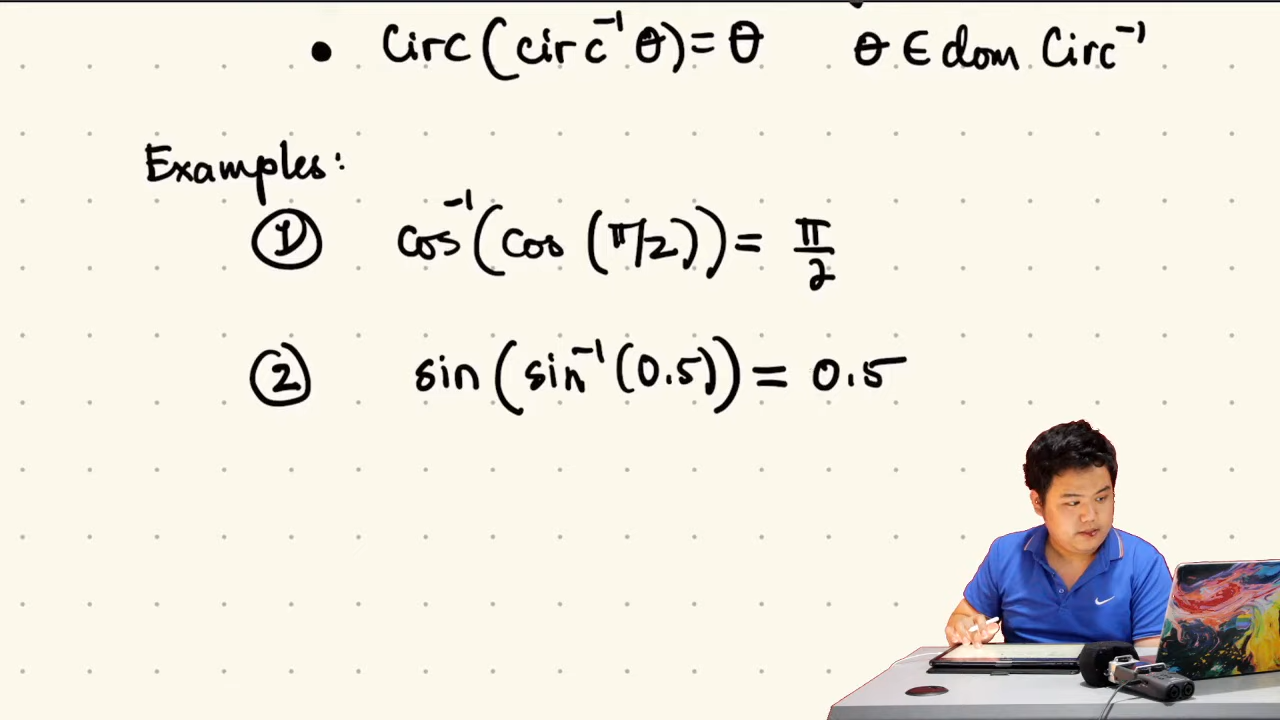 • Circ(circ⁻¹ θ) = θ θ ∈ dom Circ⁻¹
Examples:
① cos⁻¹(cos(π/2)) = π/2
② sin(sin⁻¹(0.5)) = 0.5